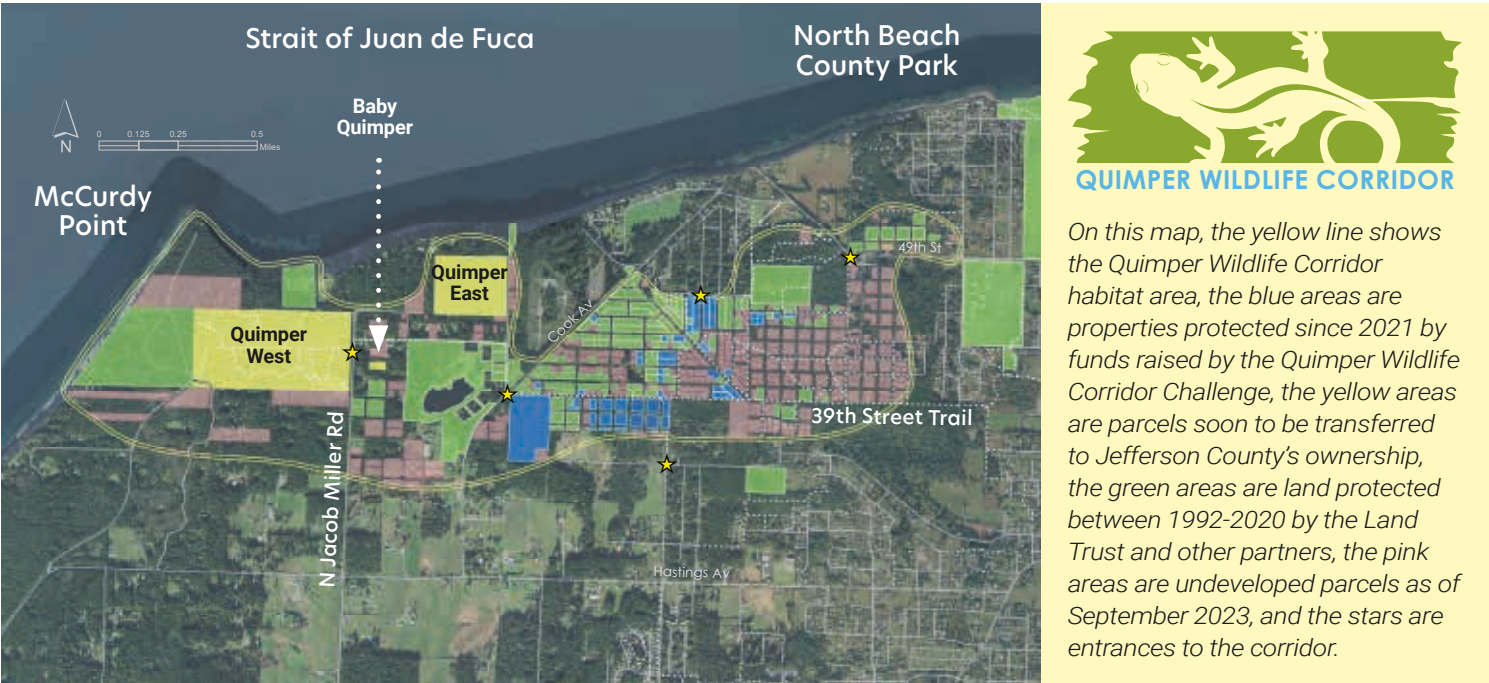 Strait of Juan de Fuca
North Beach
County Park
Baby
Quimper
N
0 0.125 0.25 0.5
Miles
McCurdy
Point
49th St
Quimper
East
Cook Av
Quimper
West
39th Street Trail
N Jacob Miller Rd
Hastings Av
QUIMPER WILDLIFE CORRIDOR
On this map, the yellow line shows
the Quimper Wildlife Corridor
habitat area, the blue areas are
properties protected since 2021 by
funds raised by the Quimper Wildlife
Corridor Challenge, the yellow areas
are parcels soon to be transferred
to Jefferson County’s ownership,
the green areas are land protected
between 1992-2020 by the Land
Trust and other partners, the pink
areas are undeveloped parcels as of
September 2023, and the stars are
entrances to the corridor.